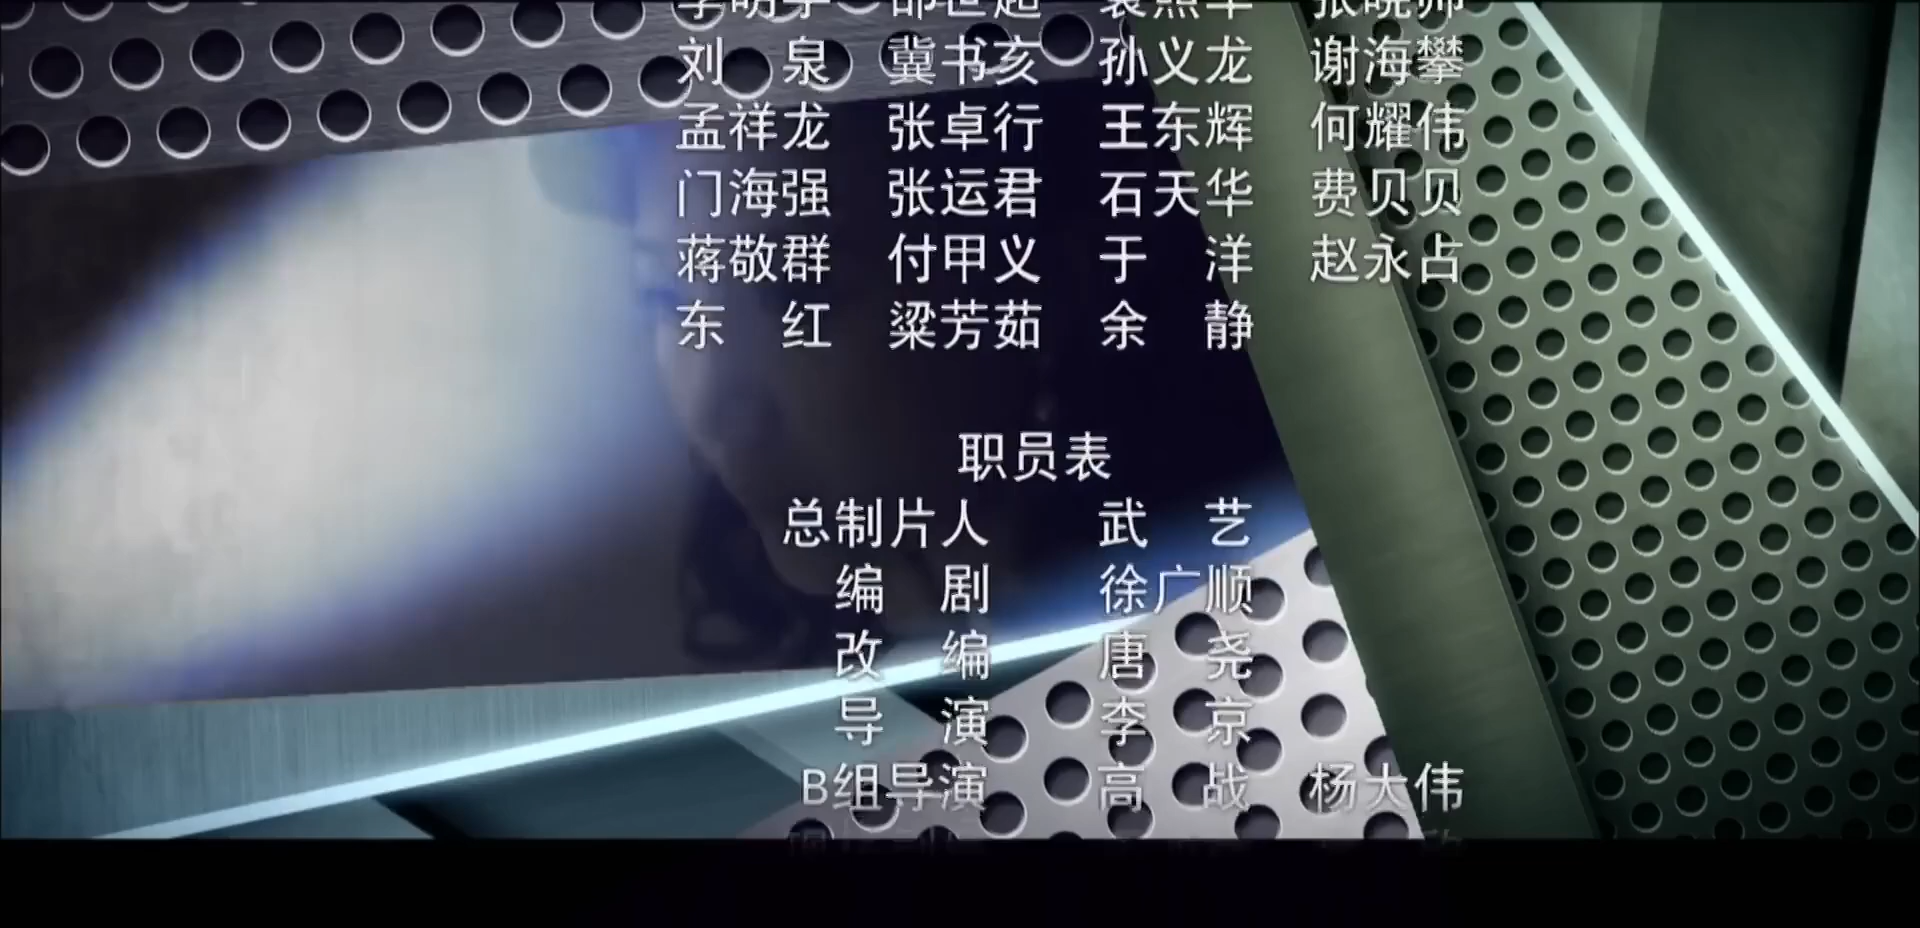 刘　泉　冀书亥　孙义龙　谢海攀
孟祥龙　张卓行　王东辉　何耀伟
门海强　张运君　石天华　费贝贝
蒋敬群　付甲义　于　洋　赵永占
东　红　梁芳茹　余　静
职员表
总制片人　武　艺
编　剧　徐广顺
改　编　唐　尧
导　演　李　京
B组导演　高　战　杨大伟